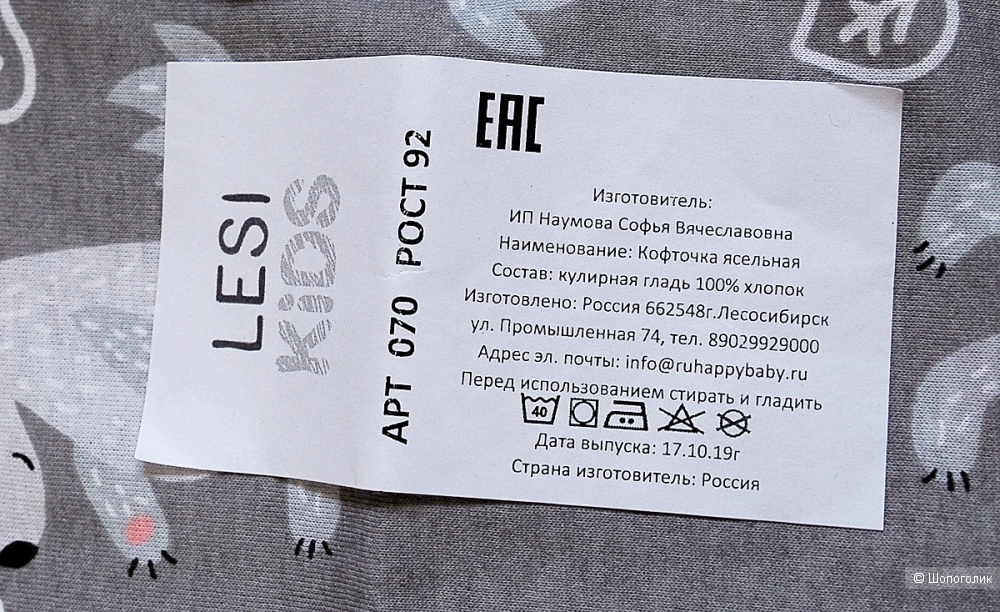 LESI
KiDS
АРТ 070 РОСТ 92
ЕАС
Изготовитель:
ИП Наумова Софья Вячеславовна
Наименование: Кофточка ясельная
Состав: кулирная гладь 100% хлопок
Изготовлено: Россия 662548г.Лесосибирск
ул. Промышленная 74, тел. 89029929000
Адрес эл. почты: info@ruhappybaby.ru
Перед использованием стирать и гладить
40
Дата выпуска: 17.10.19г
Страна изготовитель: Россия
© Шопоголик